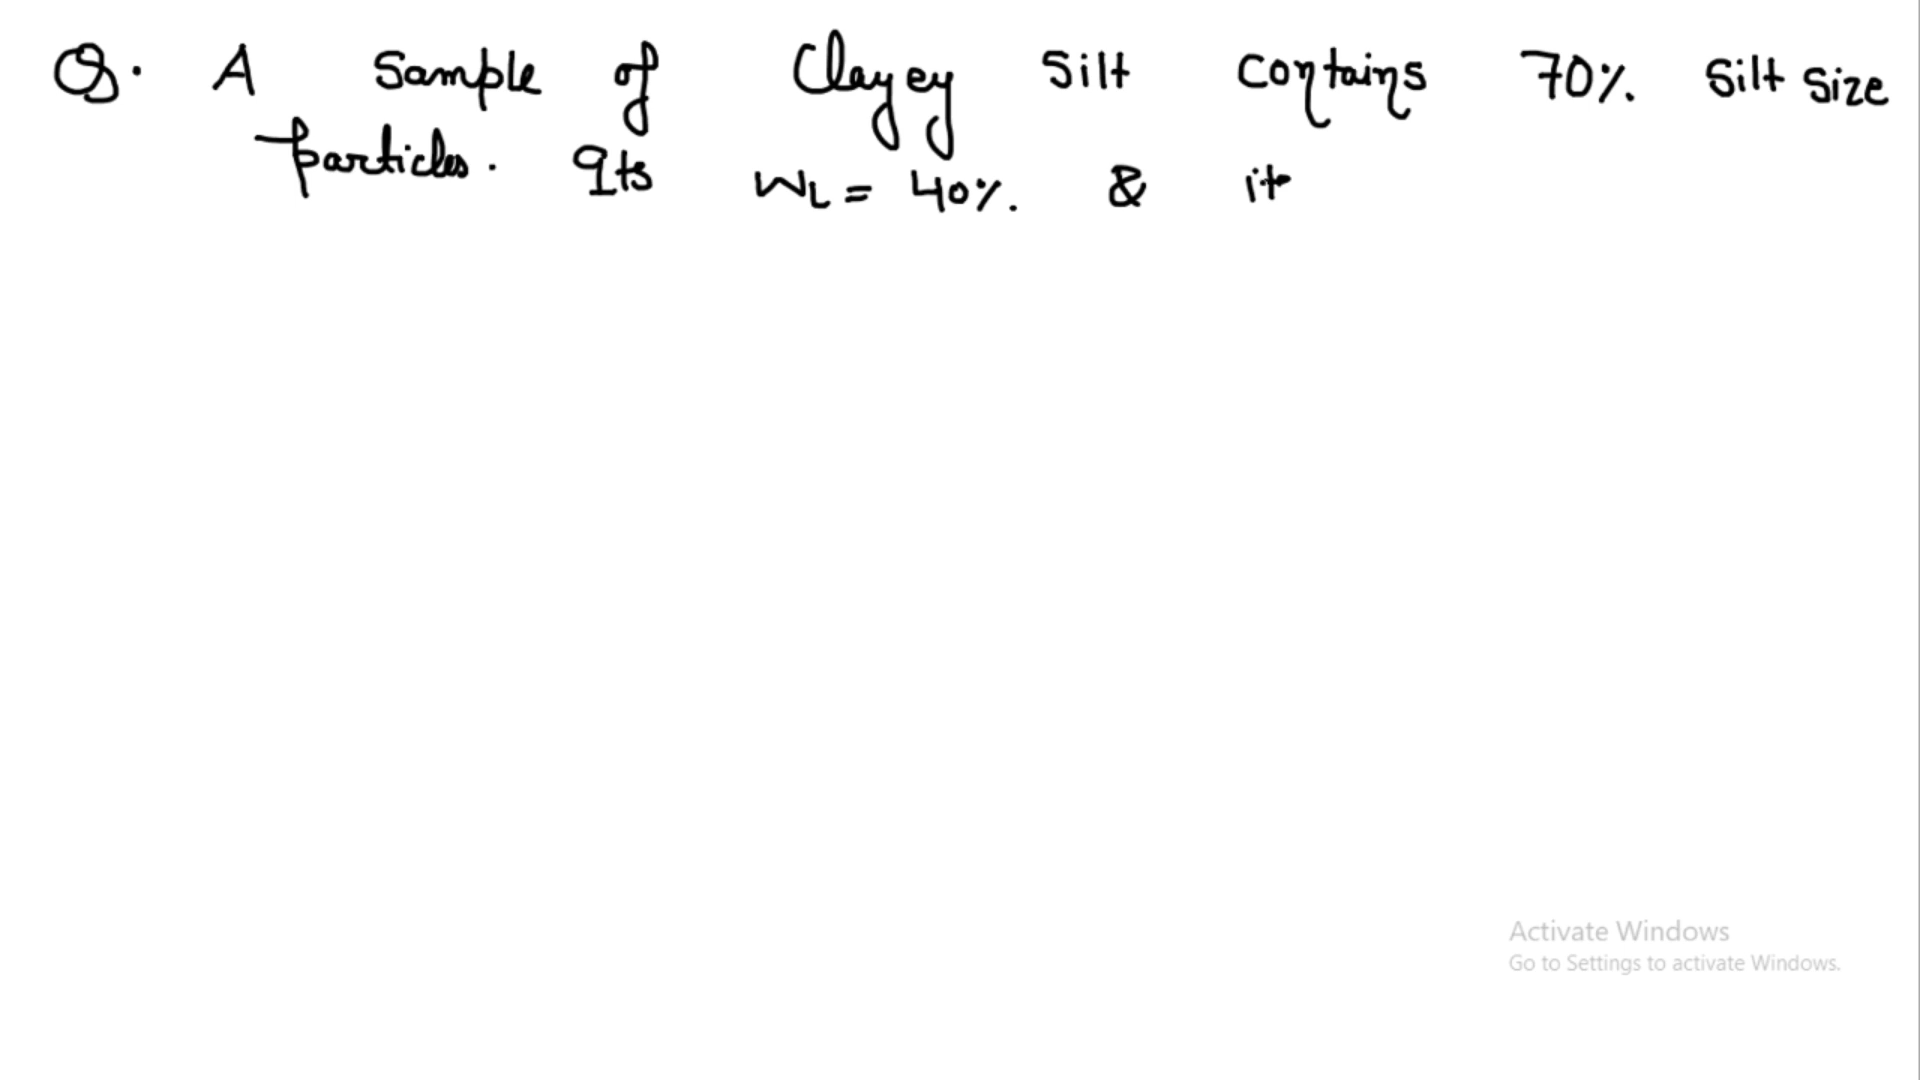 Q. A Sample of Clayey Silt Contains 70%. Silt Size
particles. Its WL = 40%. & it
Activate Windows
Go to Settings to activate Windows.